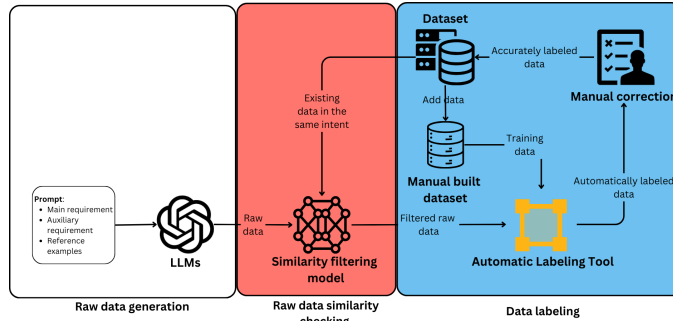 Prompt:
Main requirement
Auxiliary
requirement
Reference
examples
LLMs
Raw data generation
Raw
data
Existing
data in the
same intent
Similarity filtering
model
Raw data similarity
checking
Dataset
Accurately labeled
data
Manual correction
Add data
Training
data
Manual built
dataset
Automatically labeled
data
Filtered raw
data
Automatic Labeling Tool
Data labeling